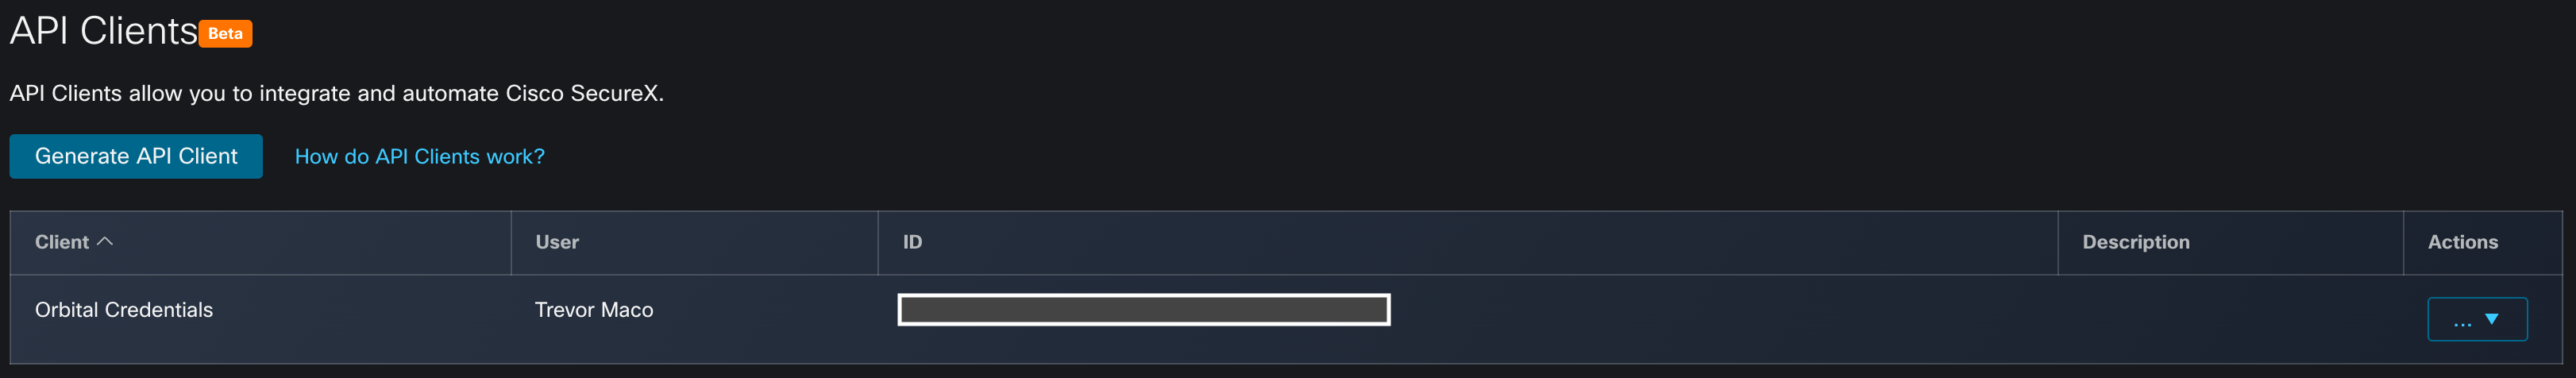 API Clients Beta
API Clients allow you to integrate and automate Cisco SecureX.
Generate API Client How do API Clients work?
Client User ID Description Actions
Orbital Credentials Trevor Maco ...